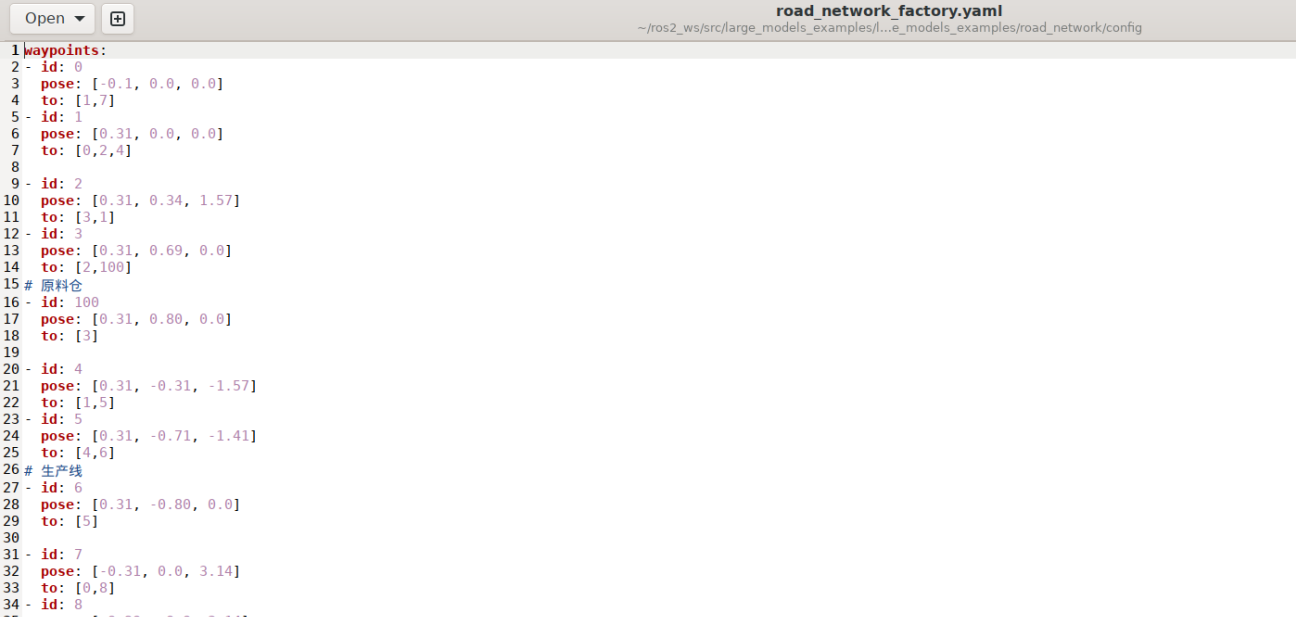 Open
road_network_factory.yaml
~/ros2_ws/src/large_models_examples/l...e_models_examples/road_network/config
1 waypoints:
2 - id: 0
3   pose: [-0.1, 0.0, 0.0]
4   to: [1,7]
5 - id: 1
6   pose: [0.31, 0.0, 0.0]
7   to: [0,2,4]
8
9 - id: 2
10   pose: [0.31, 0.34, 1.57]
11   to: [3,1]
12 - id: 3
13   pose: [0.31, 0.69, 0.0]
14   to: [2,100]
15 # 原料仓
16 - id: 100
17   pose: [0.31, 0.80, 0.0]
18   to: [3]
19
20 - id: 4
21   pose: [0.31, -0.31, -1.57]
22   to: [1,5]
23 - id: 5
24   pose: [0.31, -0.71, -1.41]
25   to: [4,6]
26 # 生产线
27 - id: 6
28   pose: [0.31, -0.80, 0.0]
29   to: [5]
30
31 - id: 7
32   pose: [-0.31, 0.0, 3.14]
33   to: [0,8]
34 - id: 8